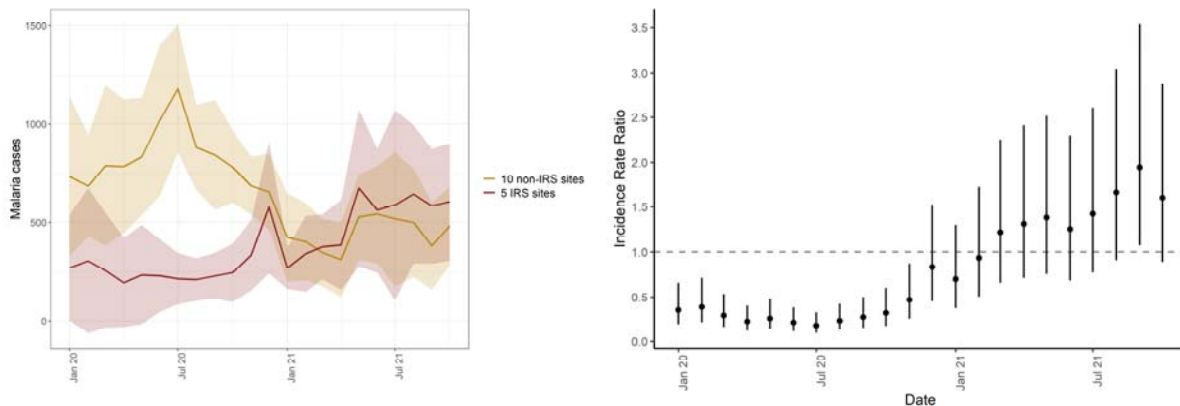 1500
1000
500
0
Malaria cases
Jan 20
Jul 20
Jan 21
Jul 21
10 non-IRS sites
5 IRS sites
3.5
3.0
2.5
2.0
1.5
1.0
0.5
0.0
Incidence Rate Ratio
Jan 20
Jul 20
Jan 21
Jul 21
Date